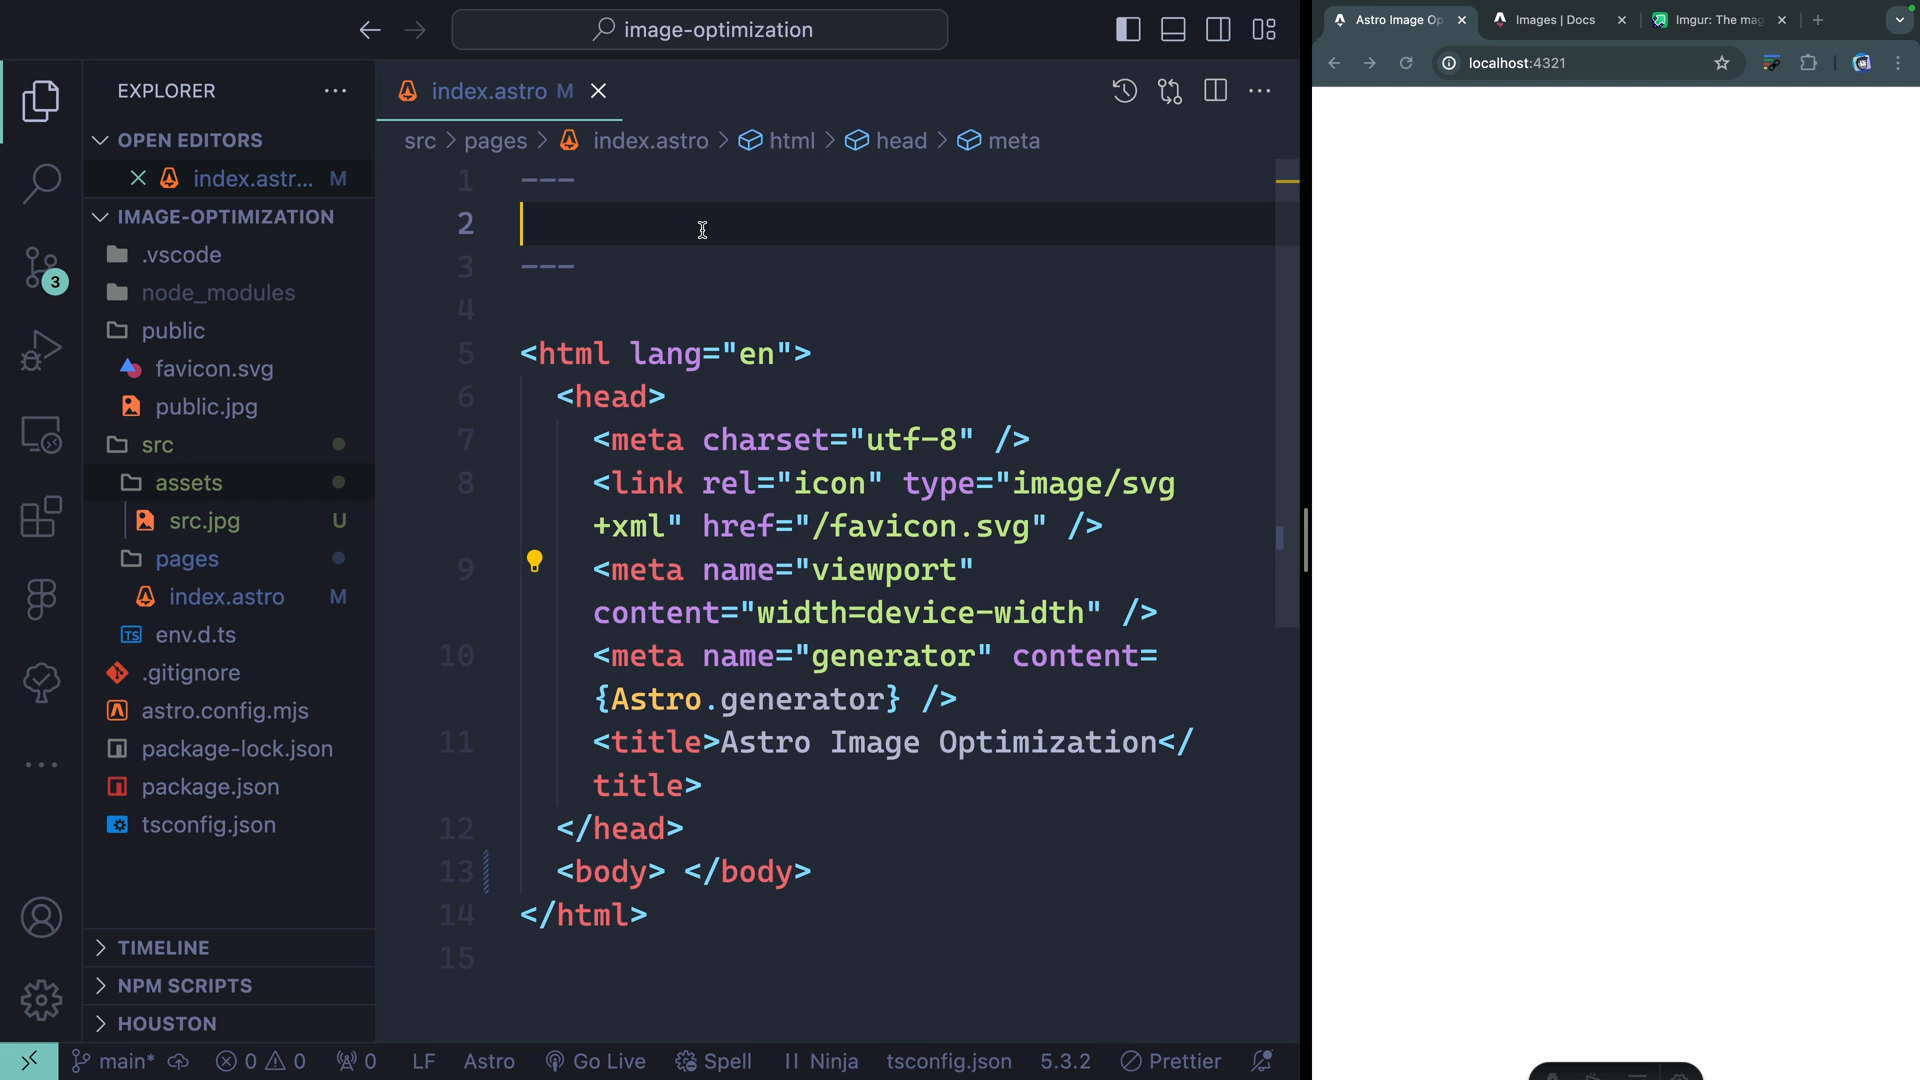 image-optimization
EXPLORER
OPEN EDITORS
index.astr... M
IMAGE-OPTIMIZATION
.vscode
node_modules
public
favicon.svg
public.jpg
src
assets
src.jpg U
pages
index.astro M
env.d.ts
.gitignore
astro.config.mjs
package-lock.json
package.json
tsconfig.json
TIMELINE
NPM SCRIPTS
HOUSTON
3
index.astro M
src > pages > index.astro > html > head > meta
1 ---
2
3 ---
4
5 <html lang="en">
6 <head>
7 <meta charset="utf-8" />
8 <link rel="icon" type="image/svg
+xml" href="/favicon.svg" />
9 <meta name="viewport"
content="width=device-width" />
10 <meta name="generator" content=
{Astro.generator} />
11 <title>Astro Image Optimization</
title>
12 </head>
13 <body> </body>
14 </html>
15
main* 0 0 0 LF Astro Go Live Spell Ninja tsconfig.json 5.3.2 Prettier
Astro Image Op
Images | Docs
Imgur: The mag
localhost:4321